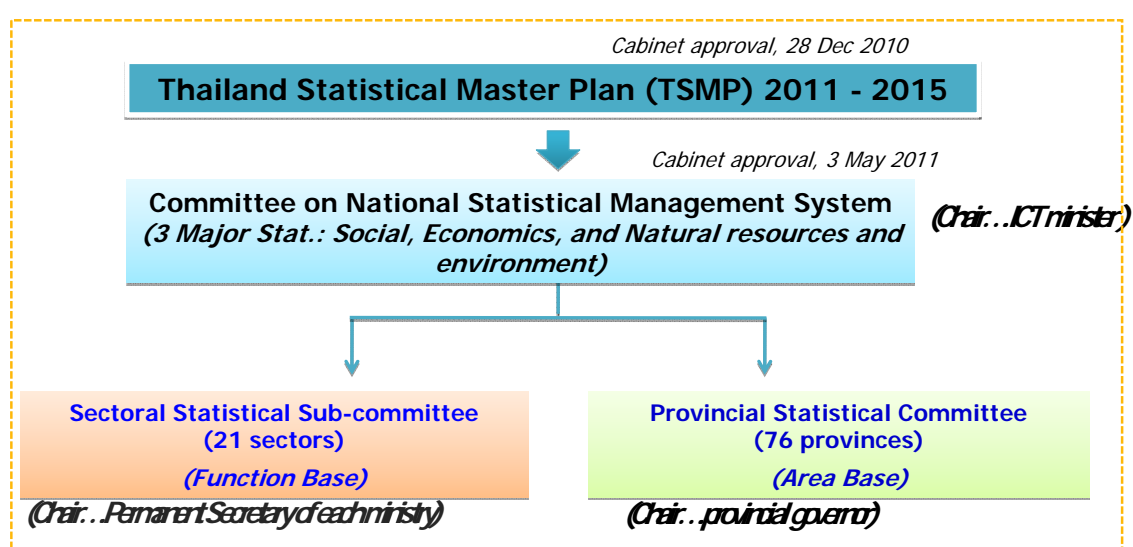 Cabinet approval, 28 Dec 2010
Thailand Statistical Master Plan (TSMP) 2011 - 2015
Cabinet approval, 3 May 2011
Committee on National Statistical Management System
(3 Major Stat.: Social, Economics, and Natural resources and
environment)
(Chair….ICT minister)
Sectoral Statistical Sub-committee
(21 sectors)
(Function Base)
(Chair…Permanent Secretary of each ministry)
Provincial Statistical Committee
(76 provinces)
(Area Base)
(Chair…provincial governor)